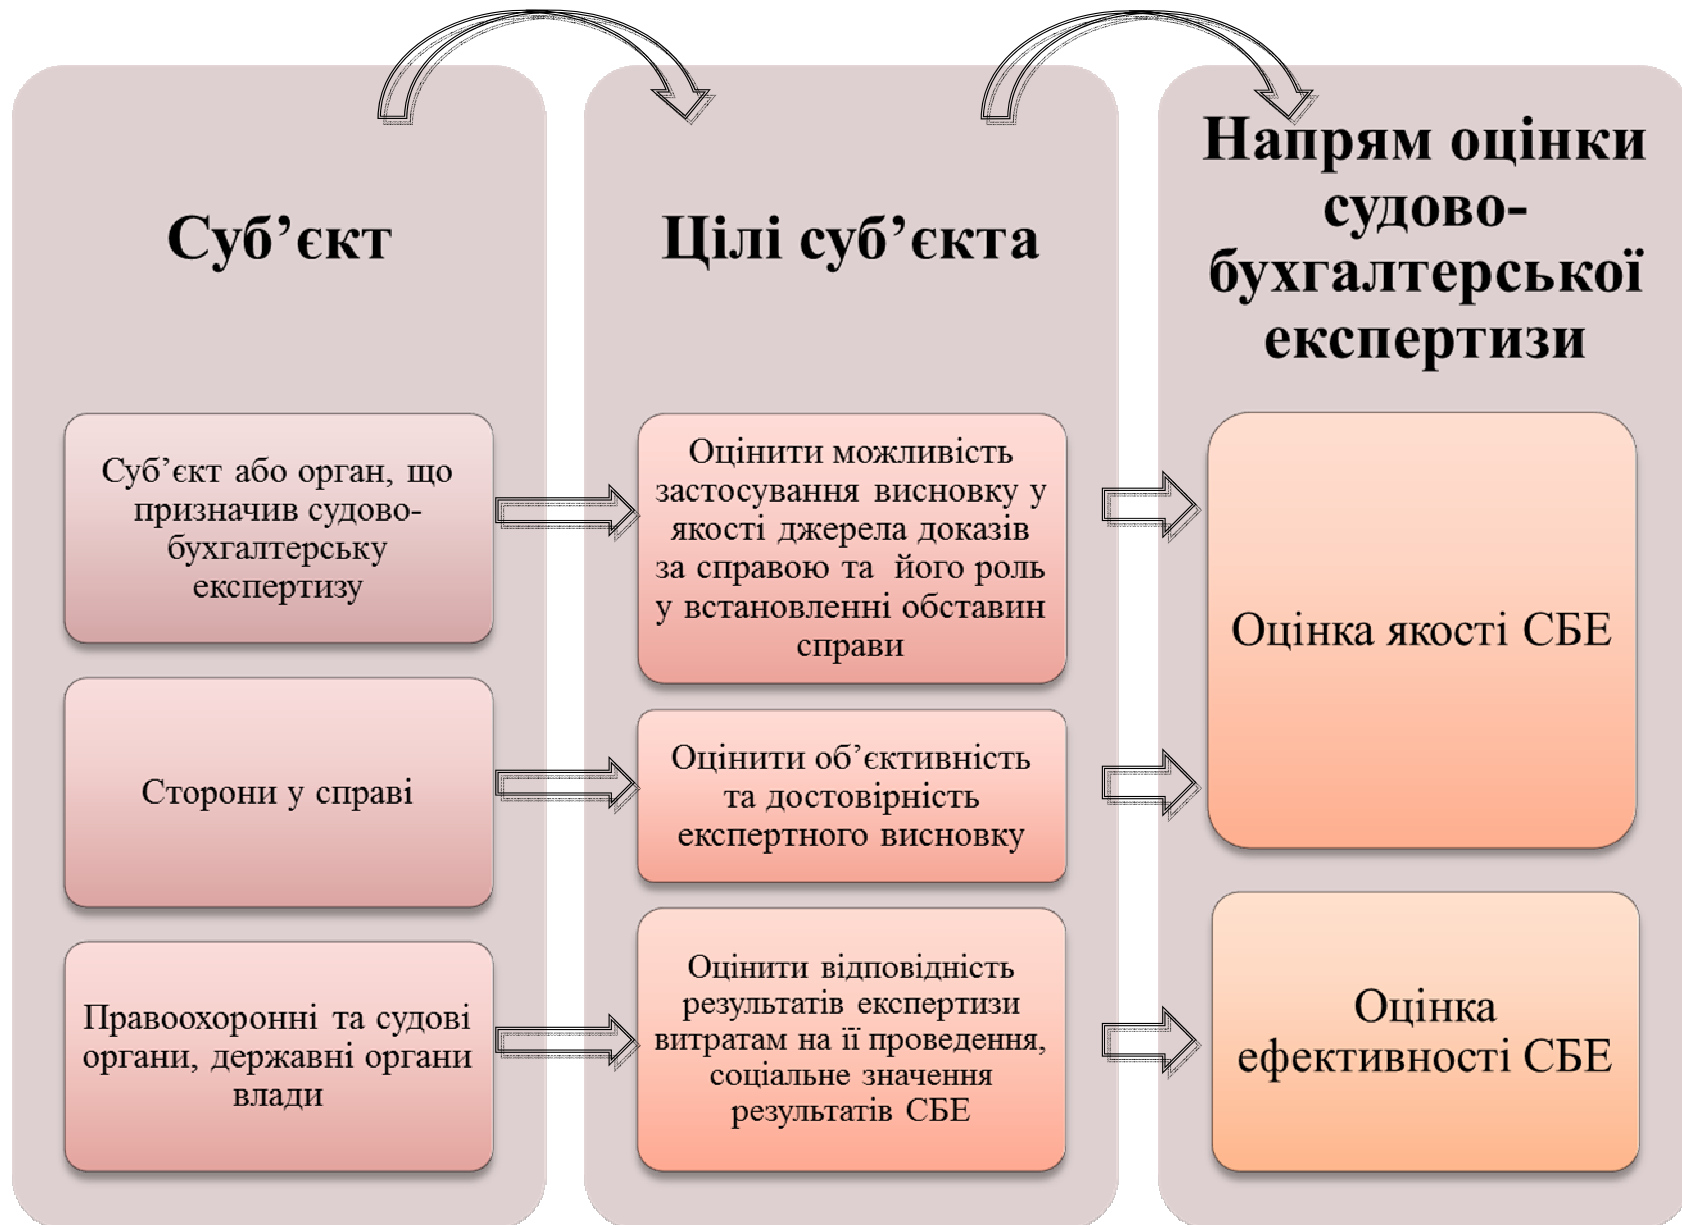 Суб’єкт
Суб’єкт або орган, що
призначив судово-
бухгалтерську
експертизу
Сторони у справі
Правоохоронні та судові
органи, державні органи
влади
Цілі суб’єкта
Оцінити можливість
застосування висновку у
якості джерела доказів
за справою та його роль
у встановленні обставин
справи
Оцінити об’єктивність
та достовірність
експертного висновку
Оцінити відповідність
результатів експертизи
витратам на її проведення,
соціальне значення
результатів СБЕ
Напрям оцінки
судово-
бухгалтерської
експертизи
Оцінка якості СБЕ
Оцінка
ефективності СБЕ